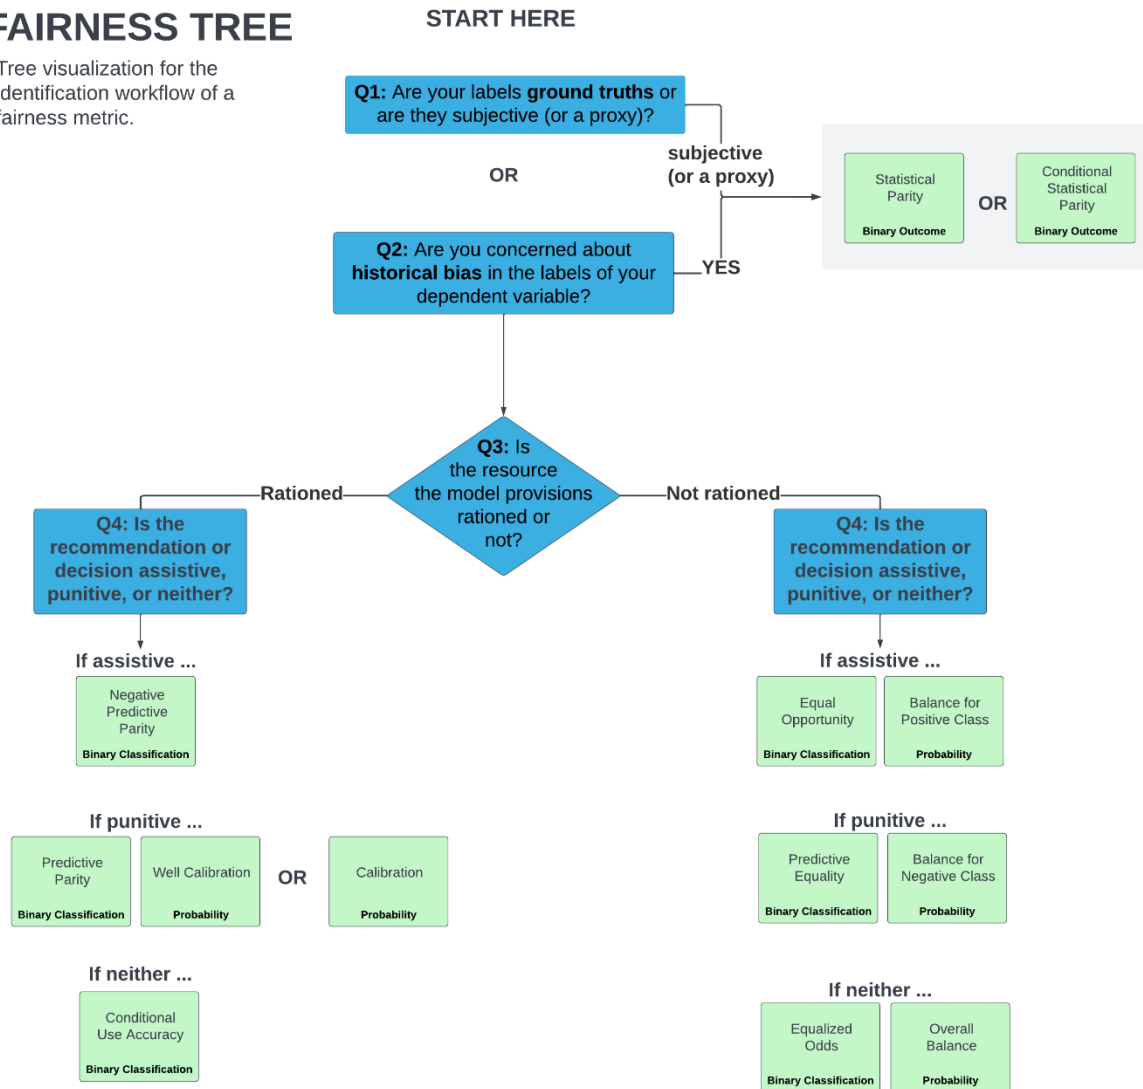 FAIRNESS TREE
Tree visualization for the
identification workflow of a
fairness metric.
START HERE
Q1: Are your labels ground truths or
are they subjective (or a proxy)?
OR
subjective
(or a proxy)
Statistical
Parity
Binary Outcome
OR
Conditional
Statistical
Parity
Binary Outcome
Q2: Are you concerned about
historical bias in the labels of your
dependent variable?
YES
Q3: Is
the resource
the model provisions
rationed or
not?
Rationed
Not rationed
Q4: Is the
recommendation or
decision assistive,
punitive, or neither?
If assistive ...
Negative
Predictive
Parity
Binary Classification
If punitive ...
Predictive
Parity
Binary Classification
Well Calibration
Probability
OR
Calibration
Probability
If neither ...
Conditional
Use Accuracy
Binary Classification
Q4: Is the
recommendation or
decision assistive,
punitive, or neither?
If assistive ...
Equal
Opportunity
Binary Classification
Balance for
Positive Class
Probability
If punitive ...
Predictive
Equality
Binary Classification
Balance for
Negative Class
Probability
If neither ...
Equalized
Odds
Binary Classification
Overall
Balance
Probability